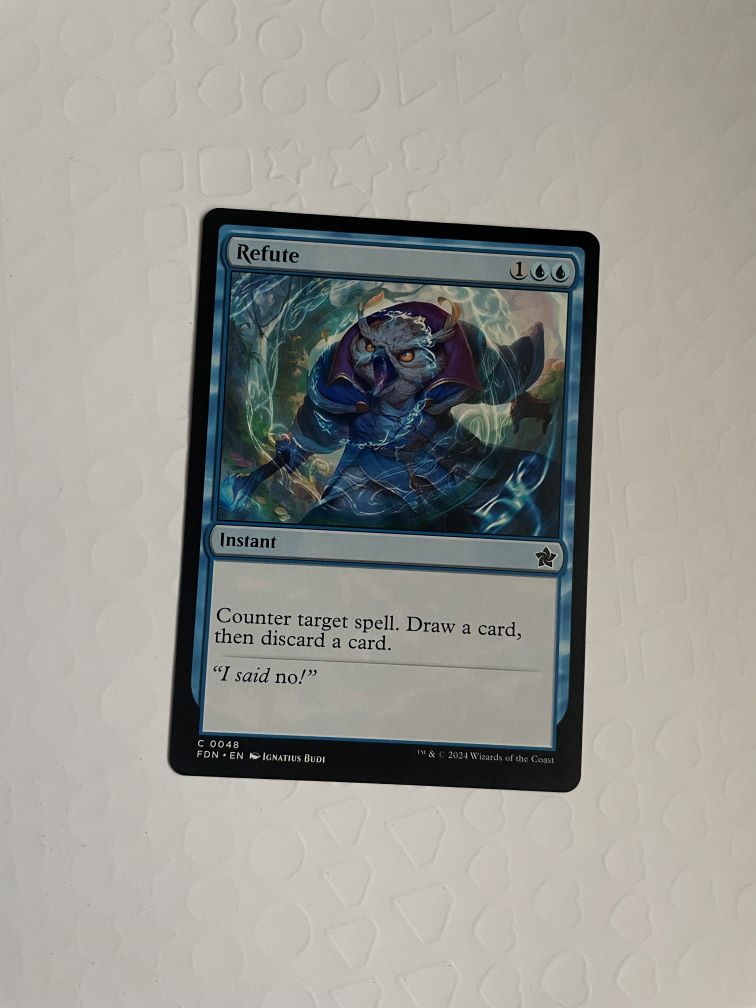 Refute
1
Instant
Counter target spell. Draw a card,
then discard a card.
“I said no!”
C 0048
FDN • EN Ignatius Budi
™ & © 2024 Wizards of the Coast